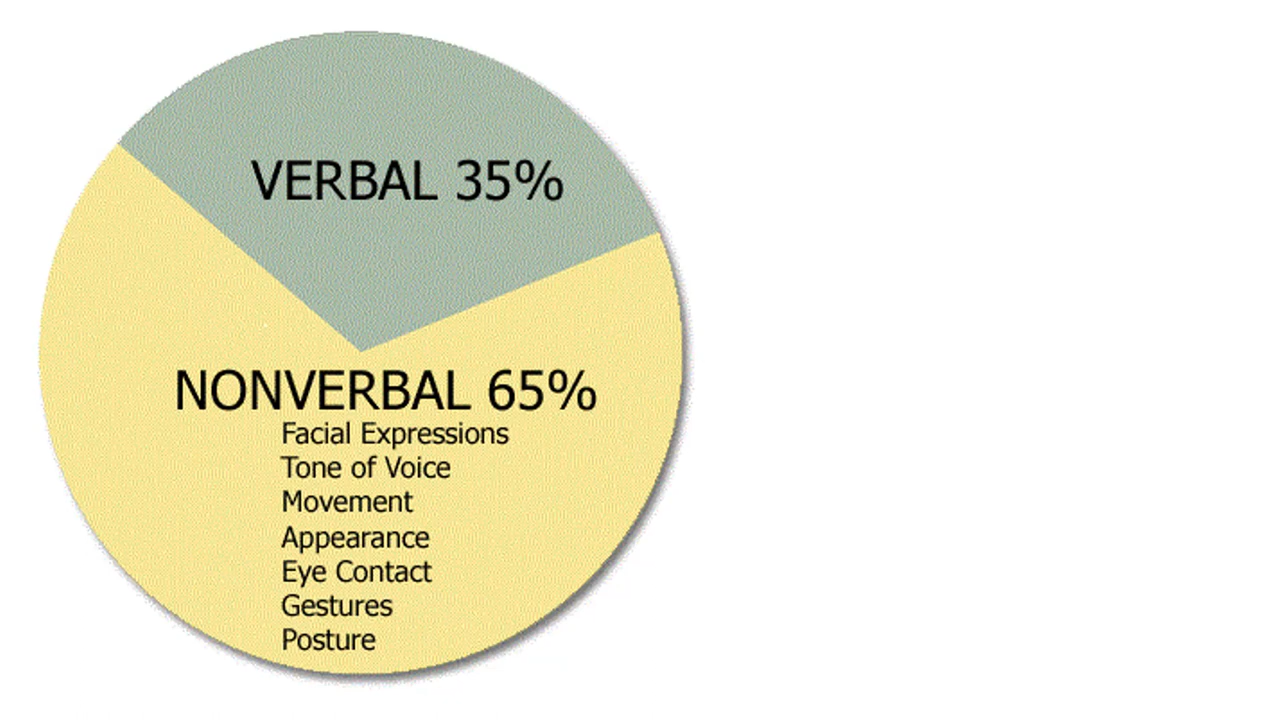 VERBAL 35%
NONVERBAL 65%
Facial Expressions
Tone of Voice
Movement
Appearance
Eye Contact
Gestures
Posture